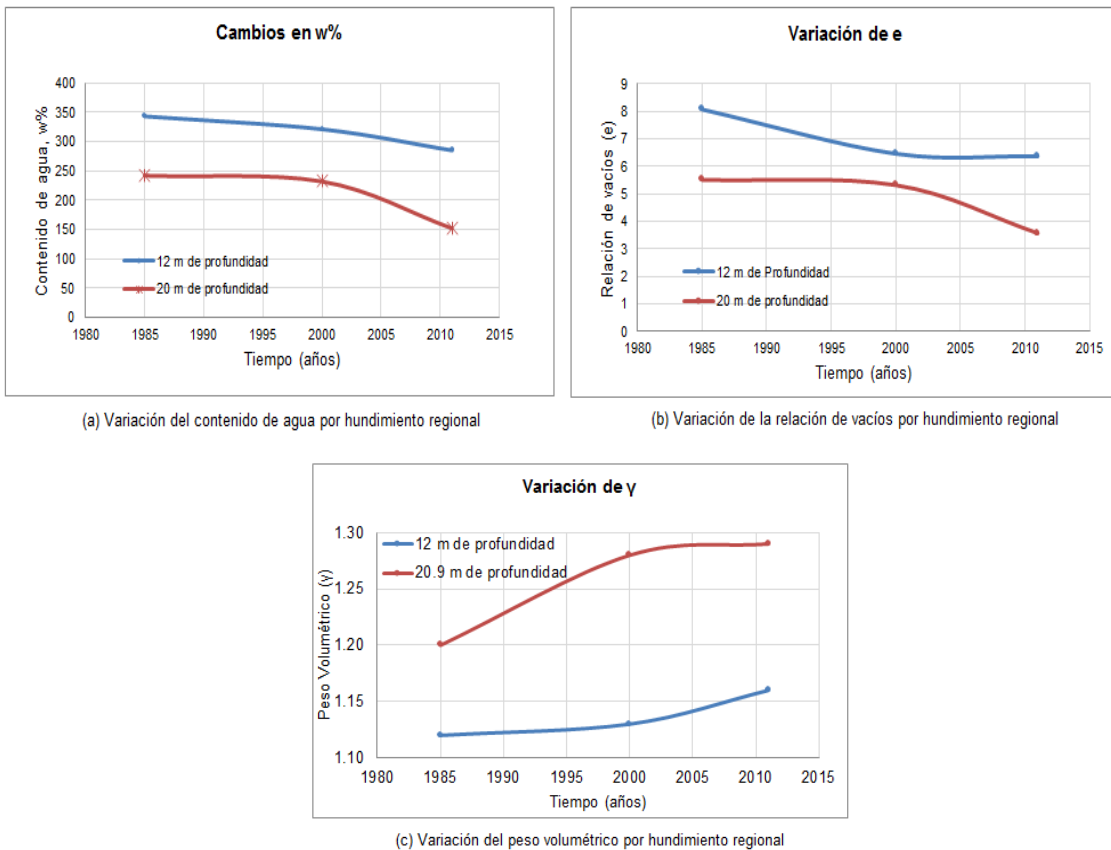 Cambios en w%
Contenido de agua, w%
400
350
300
250
200
150
100
50
0
12 m de profundidad
20 m de profundidad
1980 1985 1990 1995 2000 2005 2010 2015
Tiempo (años)
(a) Variación del contenido de agua por hundimiento regional
Variación de e
Relación de vacíos (e)
9
8
7
6
5
4
3
2
1
0
12 m de Profundidad
20 m de profundidad
1980 1985 1990 1995 2000 2005 2010 2015
Tiempo (años)
(b) Variación de la relación de vacíos por hundimiento regional
Variación de γ
Peso Volumétrico (γ)
1.30
1.25
1.20
1.15
1.10
12 m de profundidad
20.9 m de profundidad
1980 1985 1990 1995 2000 2005 2010 2015
Tiempo (años)
(c) Variación del peso volumétrico por hundimiento regional